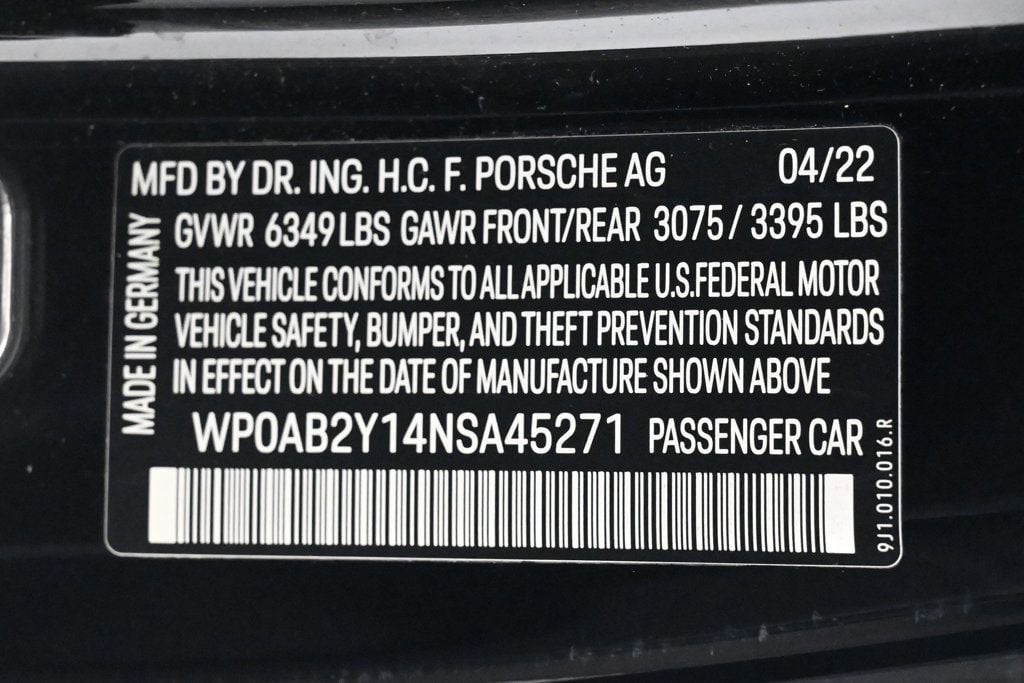 MFD BY DR. ING. H.C. F. PORSCHE AG 04/22
GVWR 6349 LBS GAWR FRONT/REAR 3075 / 3395 LBS
THIS VEHICLE CONFORMS TO ALL APPLICABLE U.S.FEDERAL MOTOR
VEHICLE SAFETY, BUMPER, AND THEFT PREVENTION STANDARDS
IN EFFECT ON THE DATE OF MANUFACTURE SHOWN ABOVE
WP0AB2Y14NSA45271 PASSENGER CAR
MADE IN GERMANY
9J1.010.016.R